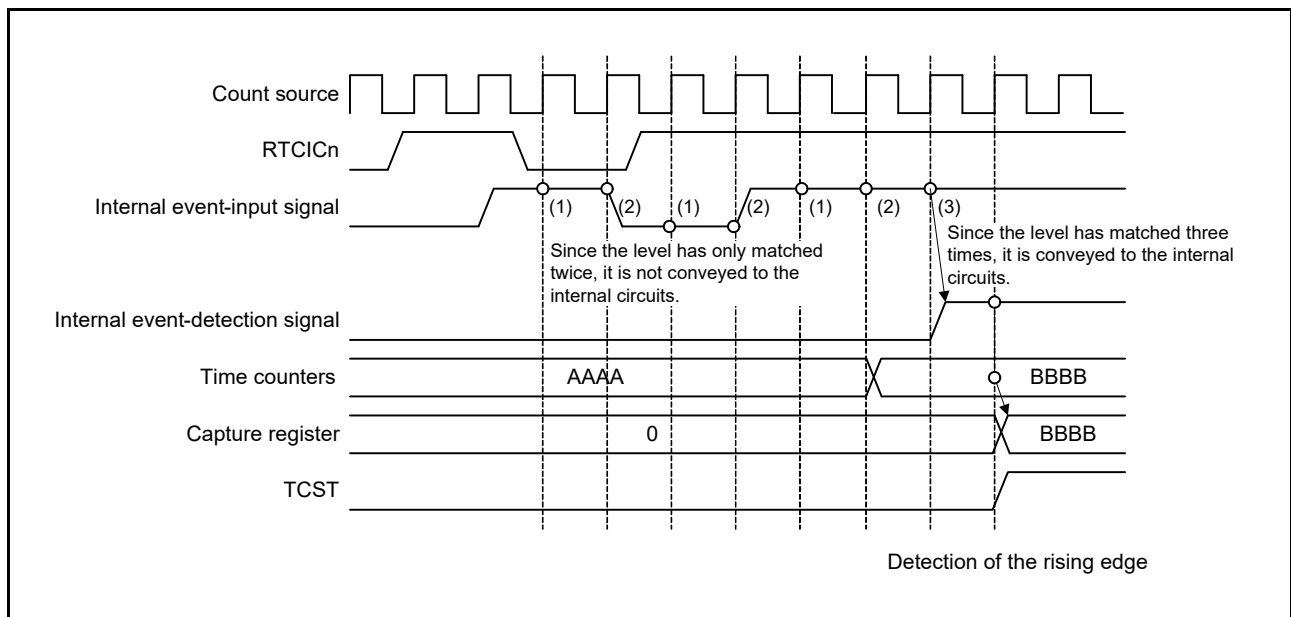 Count source
RTCICn
Internal event-input signal
(1) (2) (1) (2) (1) (2) (3)
Since the level has only matched
twice, it is not conveyed to the
internal circuits.
Since the level has matched three
times, it is conveyed to the internal
circuits.
Internal event-detection signal
Time counters AAAA BBBB
Capture register 0 BBBB
TCST
Detection of the rising edge